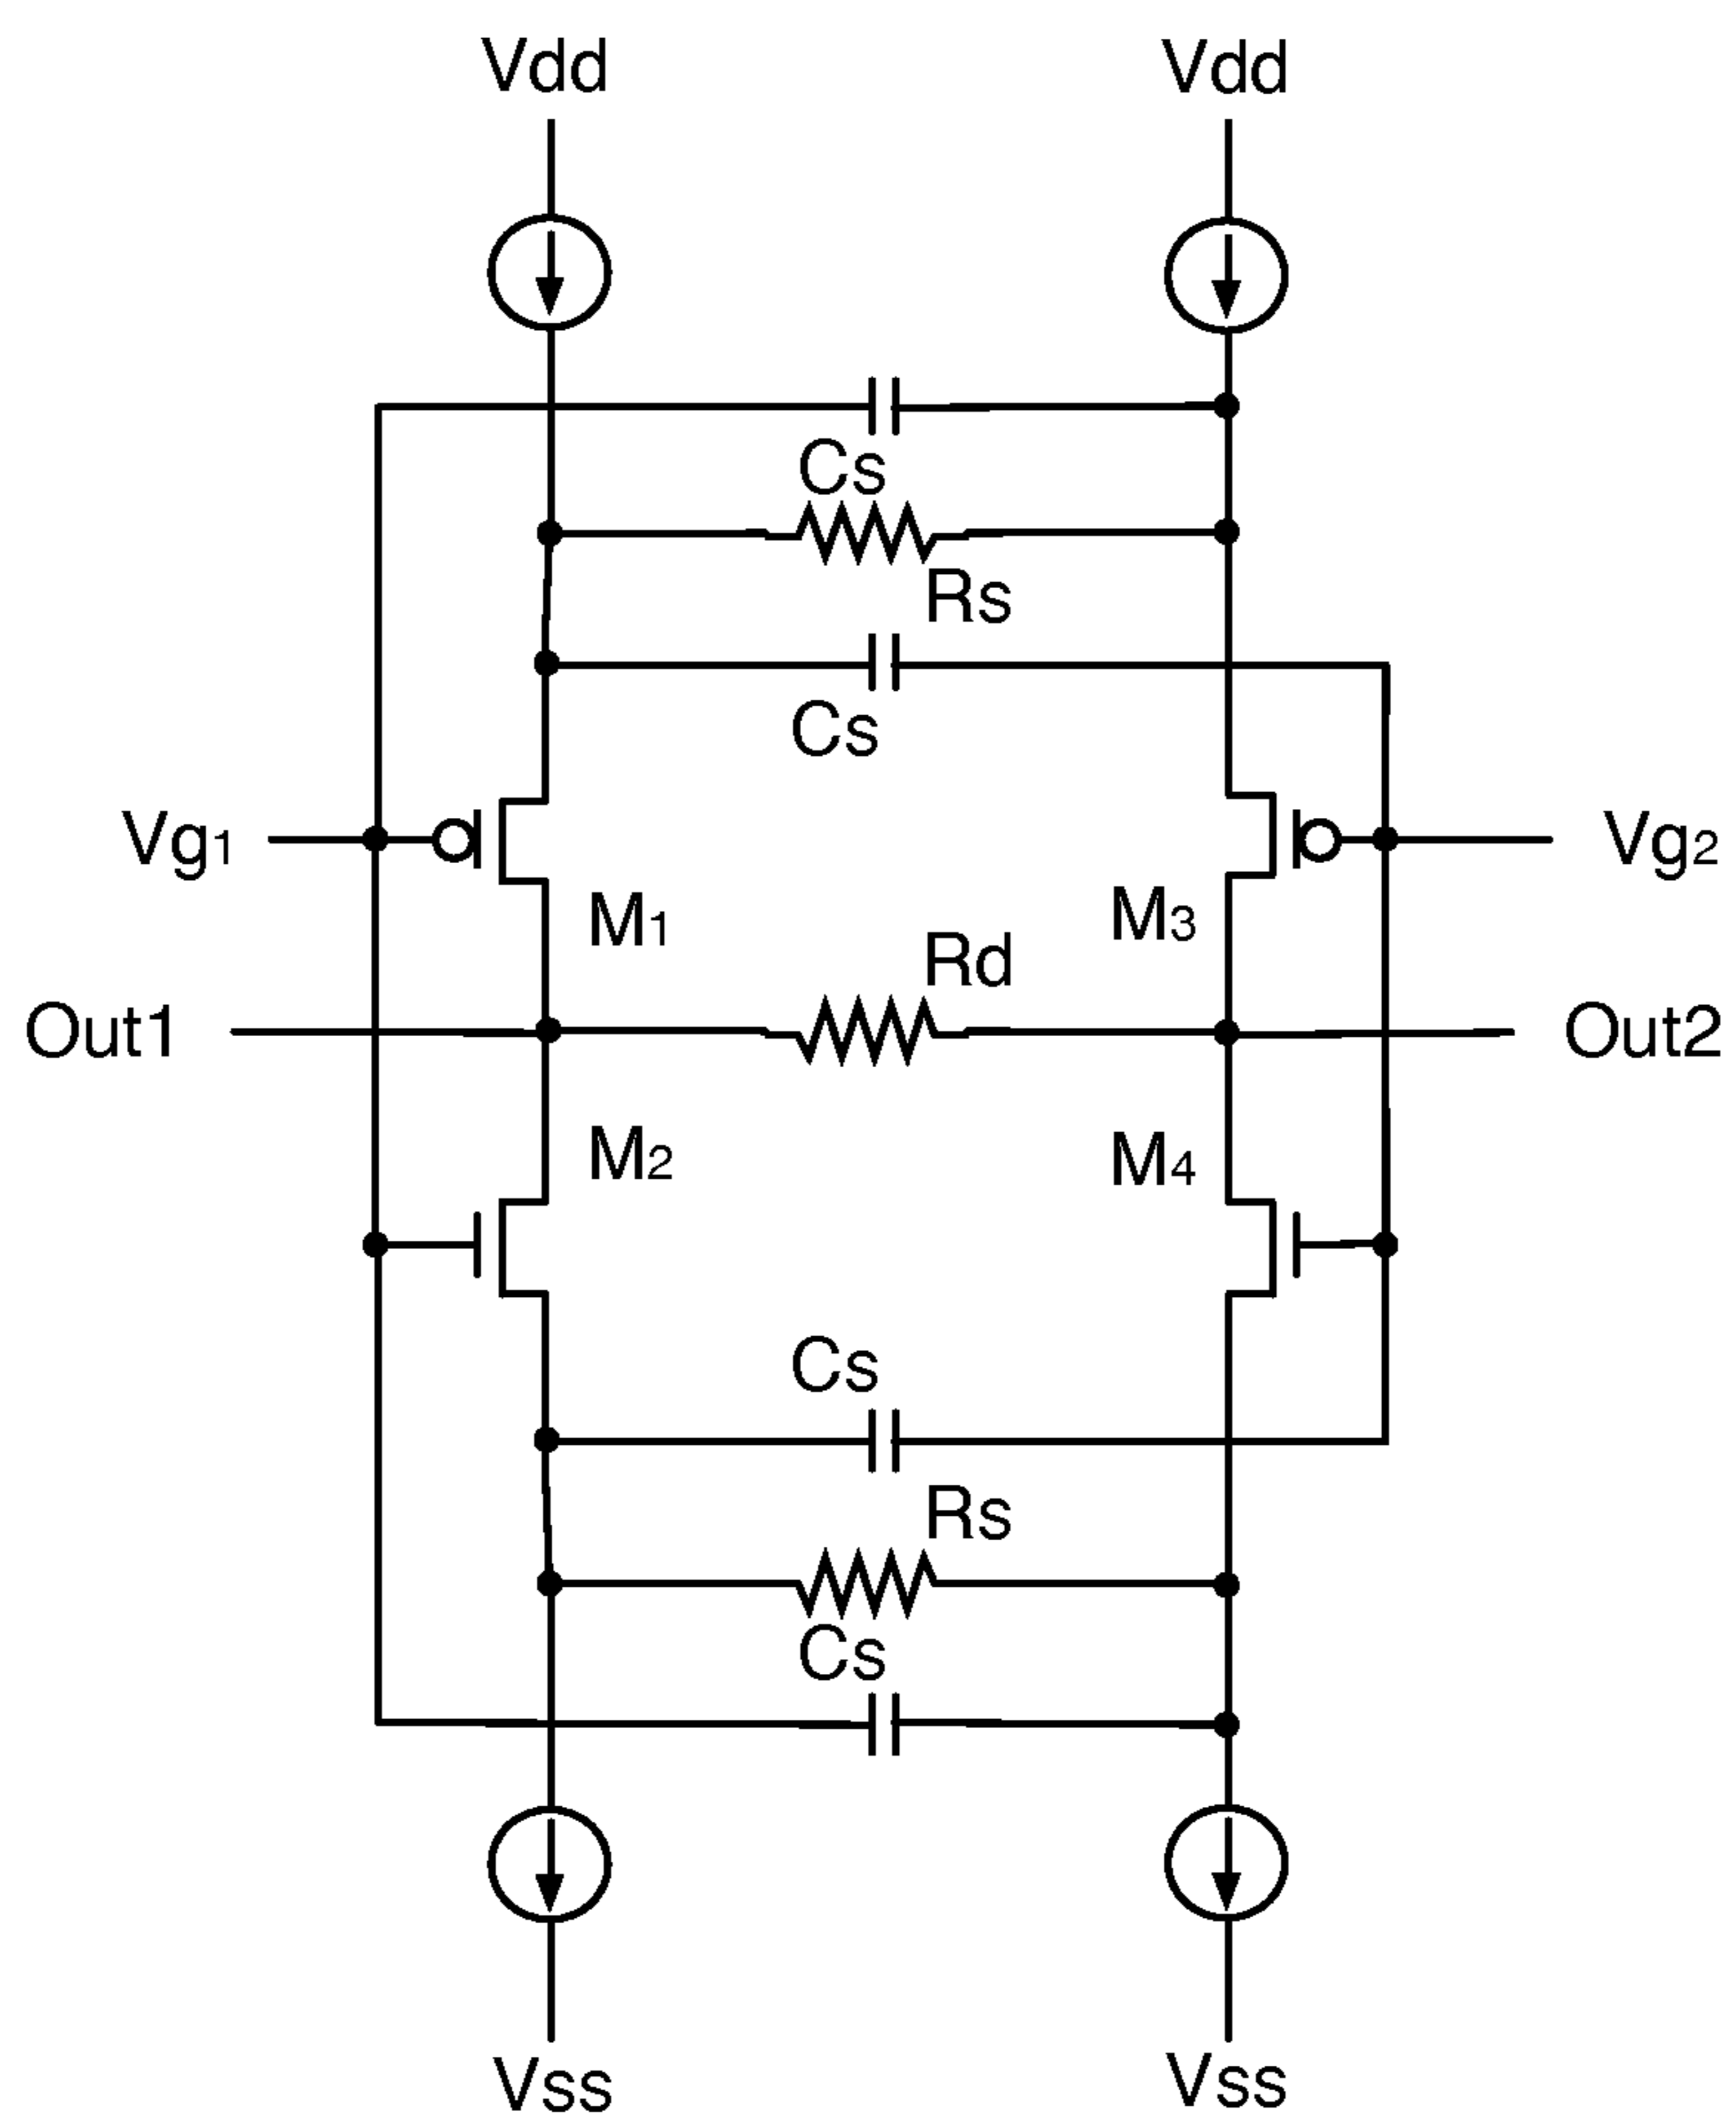 Vdd Vdd
Cs
Rs
Cs
Vg1 Vg2
M1 M3
Rd
Out1 Out2
M2 M4
Cs
Rs
Cs
Vss Vss